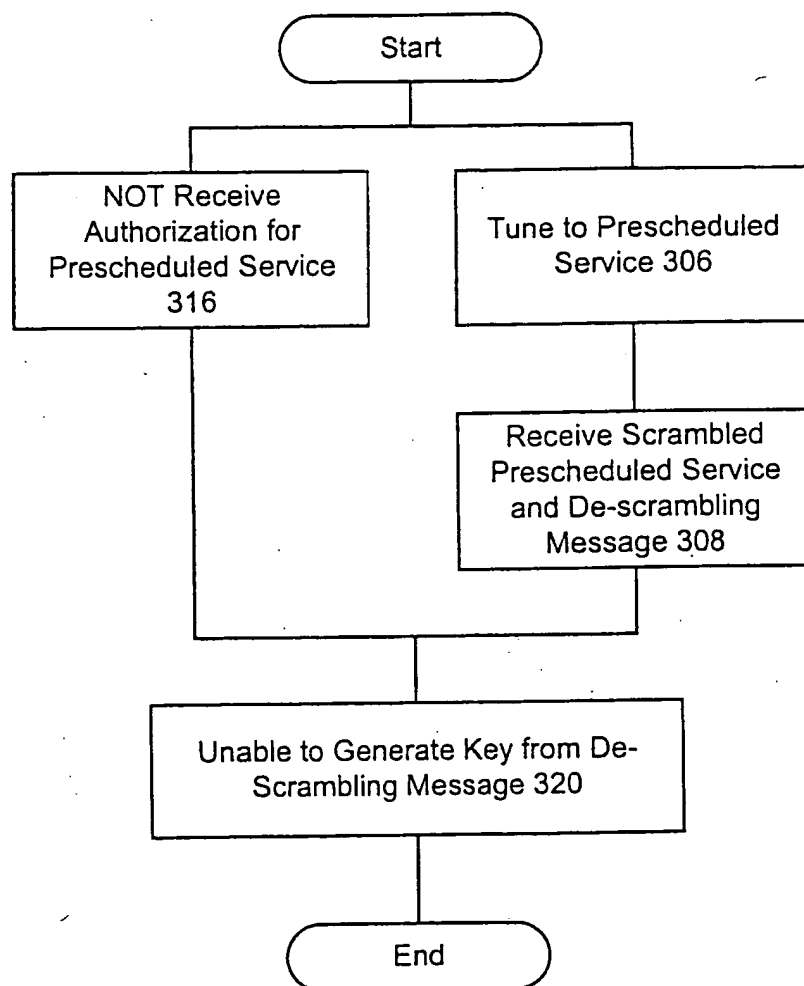 Start
NOT Receive
Authorization for
Prescheduled Service
316
Tune to Prescheduled
Service 306
Receive Scrambled
Prescheduled Service
and De-scrambling
Message 308
Unable to Generate Key from De-
Scrambling Message 320
End